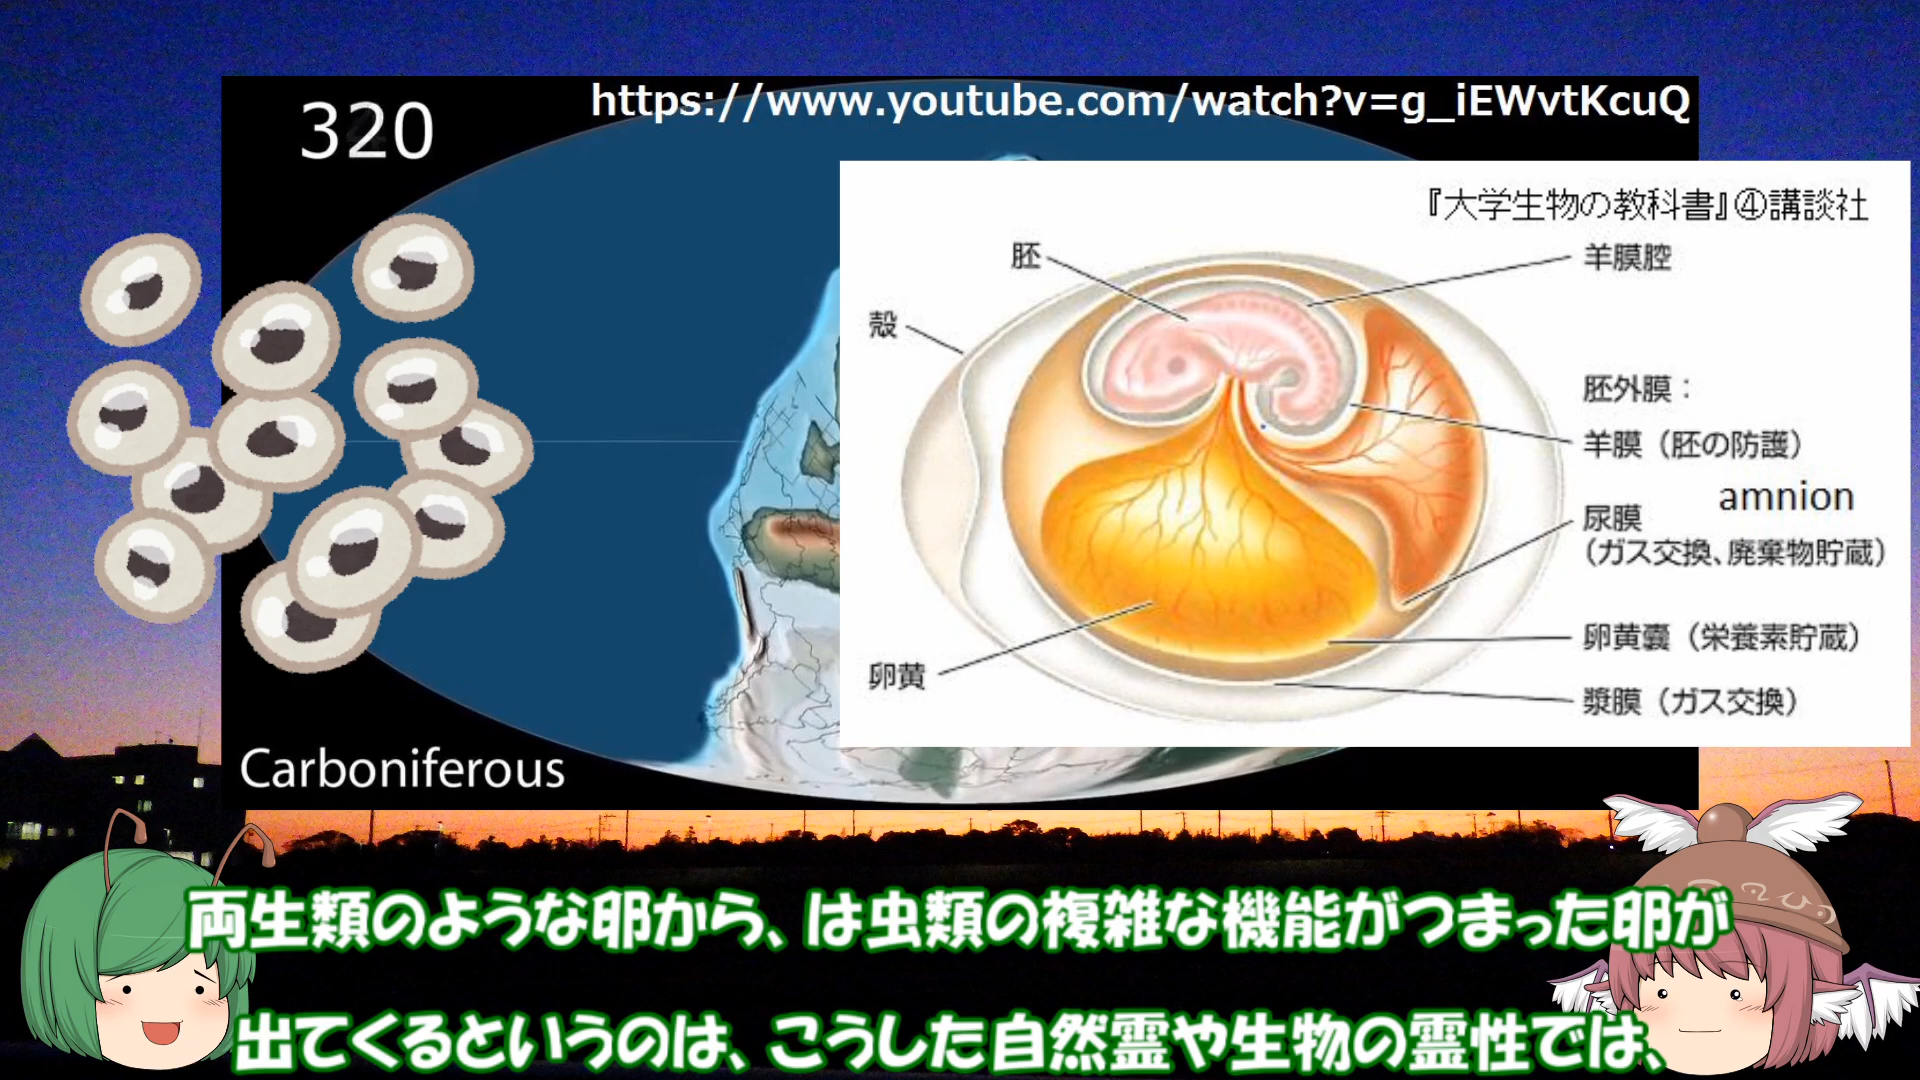 320
https://www.youtube.com/watch?v=g_iEWvtKcuQ
『大学生物の教科書』④講談社
胚
羊膜腔
殻
胚外膜：
羊膜（胚の防護）
amnion
尿膜
（ガス交換、廃棄物貯蔵）
卵黄嚢（栄養素貯蔵）
卵黄
漿膜（ガス交換）
Carboniferous
両生類のような卵から、は虫類の複雑な機能がつまった卵が
出てくるというのは、こうした自然霊や生物の霊性では、